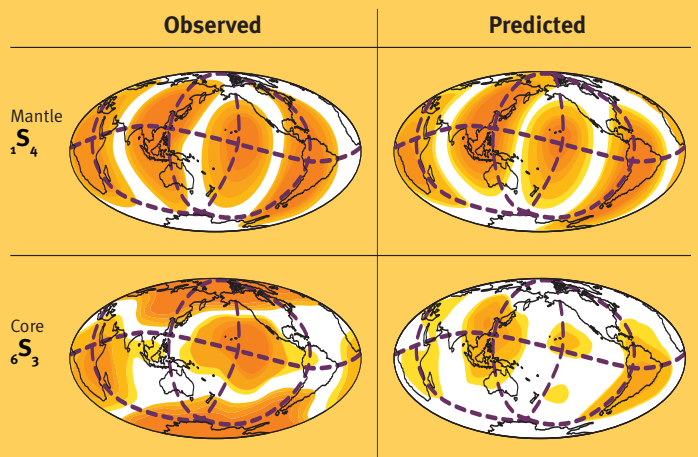 Observed
Predicted
Mantle
₁S₄
Core
₆S₃